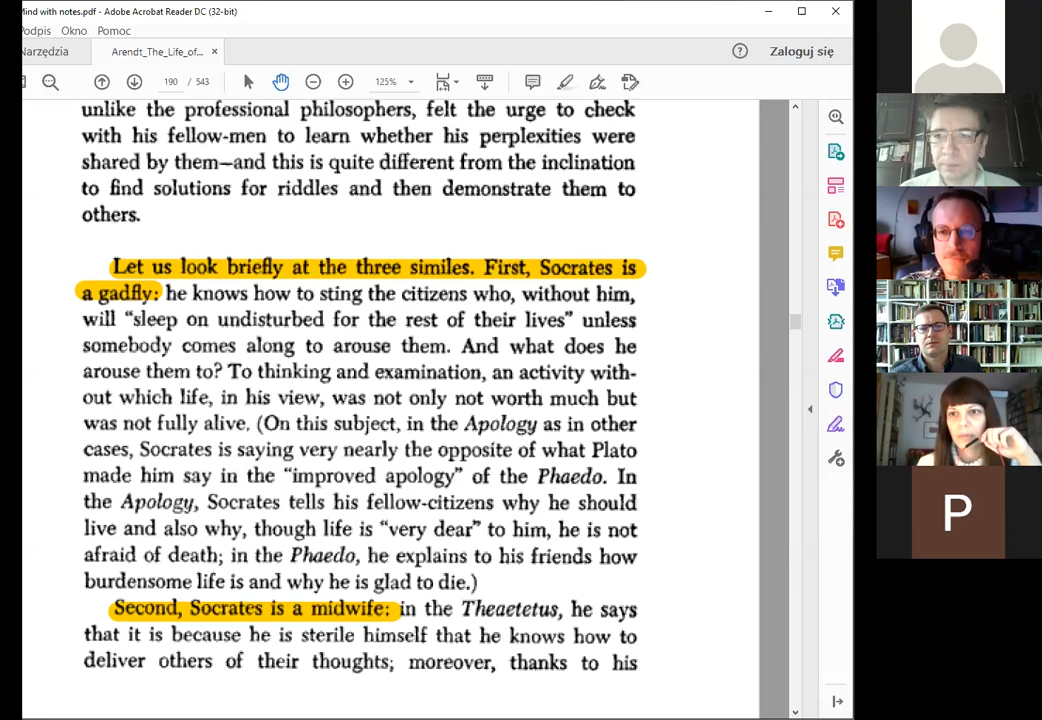 Mind with notes.pdf - Adobe Acrobat Reader DC (32-bit)
Podpis Okno Pomoc
Narzędzia Arendt_The_Life_of... × Zaloguj się
190 / 543 125%
unlike the professional philosophers, felt the urge to check
with his fellow-men to learn whether his perplexities were
shared by them—and this is quite different from the inclination
to find solutions for riddles and then demonstrate them to
others.
Let us look briefly at the three similes. First, Socrates is
a gadfly: he knows how to sting the citizens who, without him,
will “sleep on undisturbed for the rest of their lives” unless
somebody comes along to arouse them. And what does he
arouse them to? To thinking and examination, an activity with-
out which life, in his view, was not only not worth much but
was not fully alive. (On this subject, in the Apology as in other
cases, Socrates is saying very nearly the opposite of what Plato
made him say in the “improved apology” of the Phaedo. In
the Apology, Socrates tells his fellow-citizens why he should
live and also why, though life is “very dear” to him, he is not
afraid of death; in the Phaedo, he explains to his friends how
burdensome life is and why he is glad to die.)
Second, Socrates is a midwife: in the Theaetetus, he says
that it is because he is sterile himself that he knows how to
deliver others of their thoughts; moreover, thanks to his
P